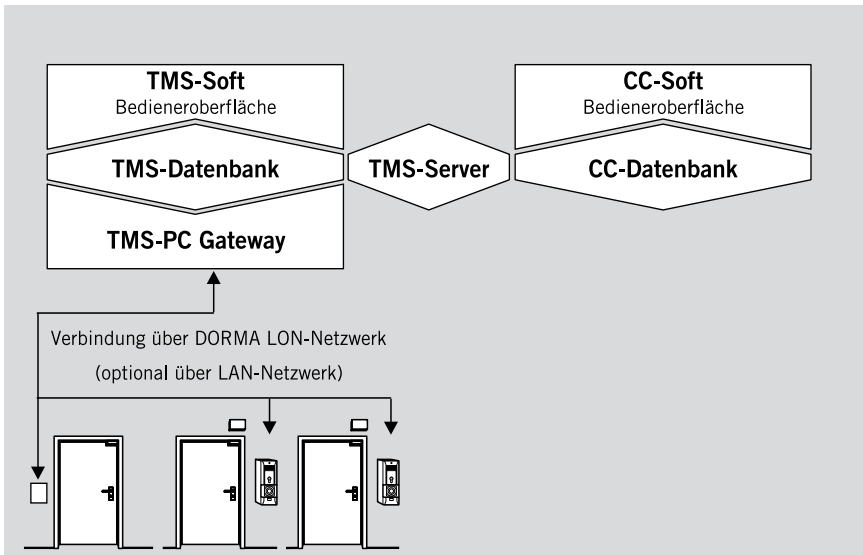 TMS-Soft
Bedieneroberfläche
TMS-Datenbank
TMS-PC Gateway
TMS-Server
CC-Soft
Bedieneroberfläche
CC-Datenbank
Verbindung über DORMA LON-Netzwerk
(optional über LAN-Netzwerk)